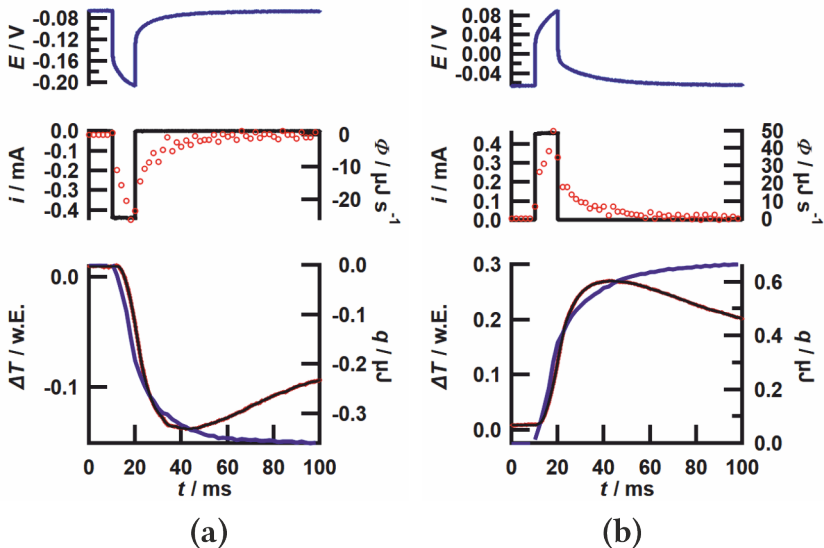 E / V
-0.08
-0.12
-0.16
-0.20
i / mA
0.0
-0.1
-0.2
-0.3
-0.4
0
-10
-20
Φ / µJ s⁻¹
ΔT / w.E.
0.0
-0.1
0.0
-0.1
-0.2
-0.3
q / µJ
0 20 40 60 80 100
t / ms
(a)
E / V
0.08
0.04
0.00
-0.04
i / mA
0.4
0.3
0.2
0.1
0.0
50
40
30
20
10
0
Φ / µJ s⁻¹
ΔT / w.E.
0.3
0.2
0.1
0.0
0.6
0.4
0.2
0.0
q / µJ
0 20 40 60 80 100
t / ms
(b)